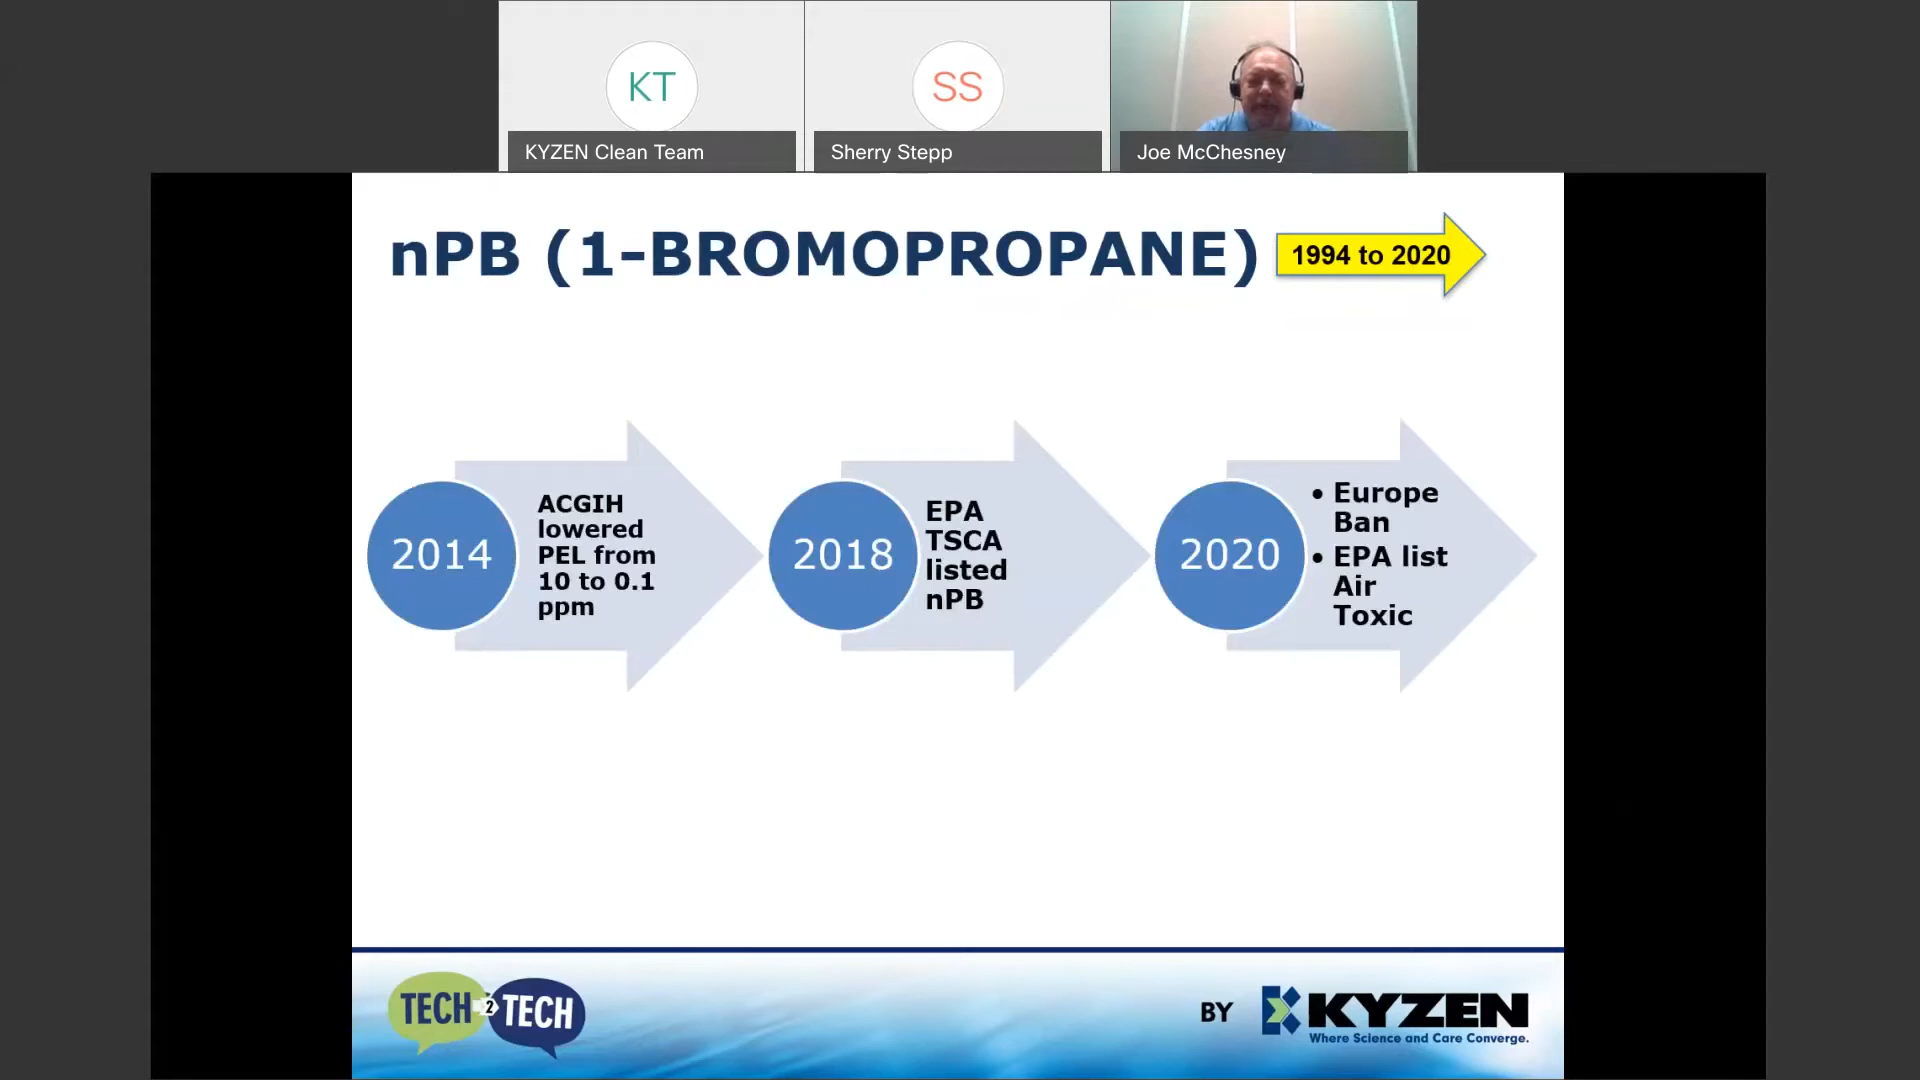 KT
SS
KYZEN Clean Team
Sherry Stepp
Joe McChesney
nPB (1-BROMOPROPANE)
1994 to 2020
2014
ACGIH
lowered
PEL from
10 to 0.1
ppm
2018
EPA
TSCA
listed
nPB
2020
• Europe
Ban
• EPA list
Air
Toxic
TECH 2 TECH
BY
KYZEN
Where Science and Care Converge.